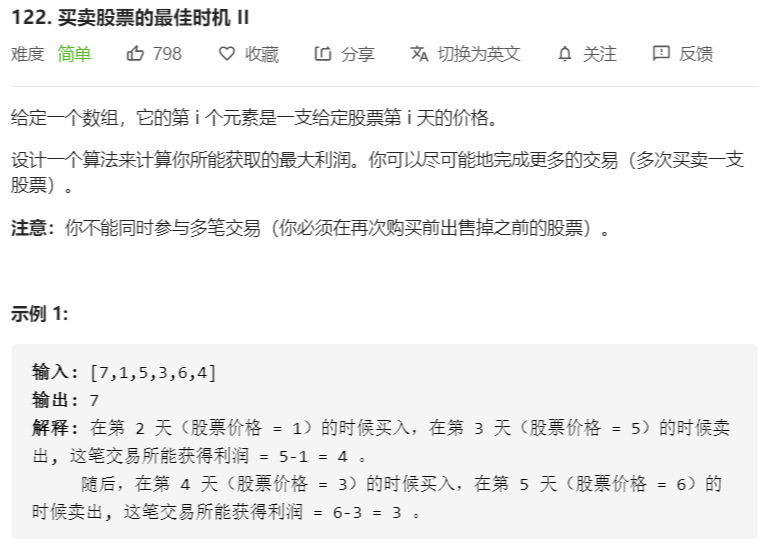 122. 买卖股票的最佳时机 II
难度 简单 798 收藏 分享 切换为英文 关注 反馈
给定一个数组，它的第 i 个元素是一支给定股票第 i 天的价格。
设计一个算法来计算你所能获取的最大利润。你可以尽可能地完成更多的交易（多次买卖一支
股票）。
注意：你不能同时参与多笔交易（你必须在再次购买前出售掉之前的股票）。
示例 1:
输入: [7,1,5,3,6,4]
输出: 7
解释: 在第 2 天（股票价格 = 1）的时候买入，在第 3 天（股票价格 = 5）的时候卖
出, 这笔交易所能获得利润 = 5-1 = 4 。
随后，在第 4 天（股票价格 = 3）的时候买入，在第 5 天（股票价格 = 6）的
时候卖出, 这笔交易所能获得利润 = 6-3 = 3 。